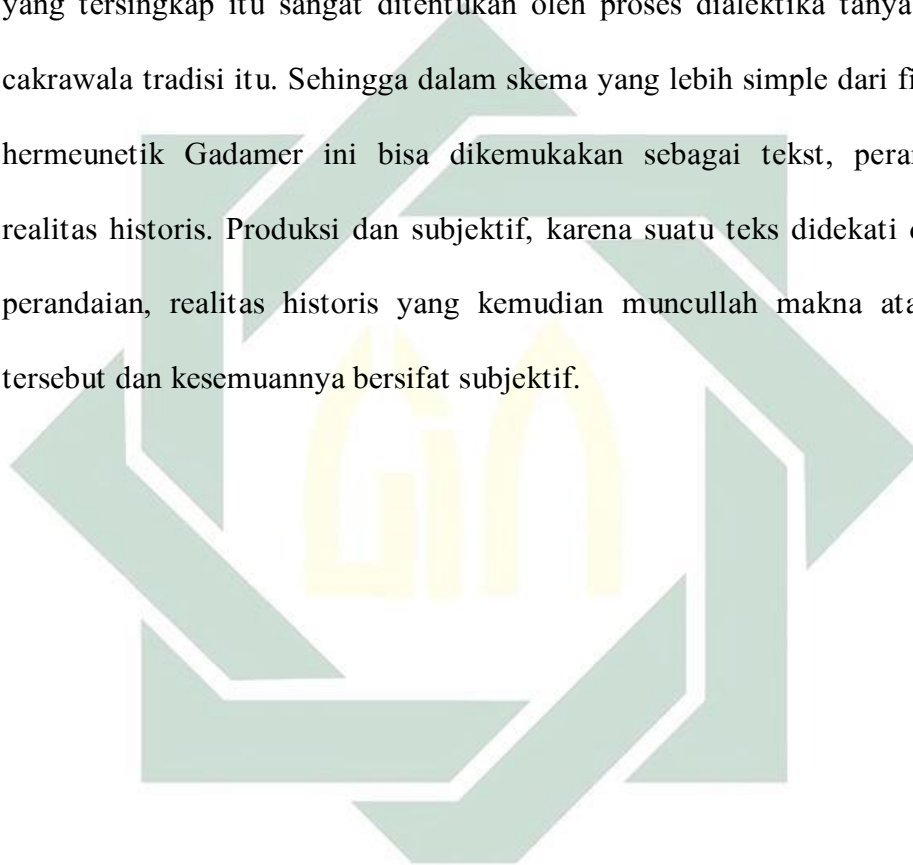 yang tersingkap itu sangat ditentukan oleh proses dialektika tanya
cakrawala tradisi itu. Sehingga dalam skema yang lebih simple dari fi
hermeunetik Gadamer ini bisa dikemukakan sebagai tekst, peran
realitas historis. Produksi dan subjektif, karena suatu teks didekati
perandaian, realitas historis yang kemudian muncullah makna ata
tersebut dan kesemuannya bersifat subjektif.